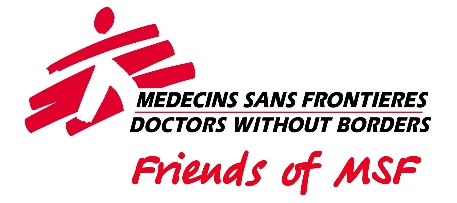 MEDECINS SANS FRONTIERES
DOCTORS WITHOUT BORDERS
Friends of MSF